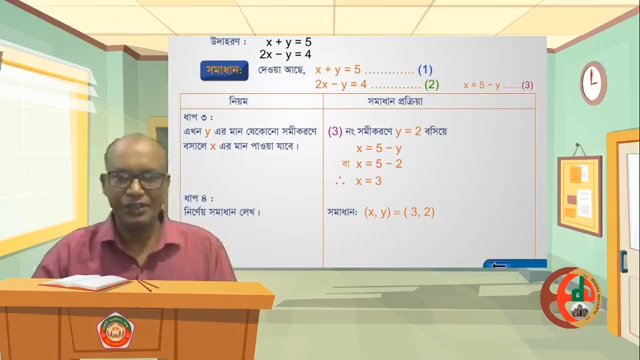 উদাহরণ : x + y = 5
2x − y = 4
সমাধান: দেওয়া আছে, x + y = 5 ............. (1)
2x − y = 4 ............. (2) x = 5 − y ......(3)
নিয়ম সমাধান প্রক্রিয়া
ধাপ ৩ :
এখন y এর মান যেকোনো সমীকরণে
বসালে x এর মান পাওয়া যাবে।
(3) নং সমীকরণে y = 2 বসিয়ে
x = 5 − y
বা x = 5 − 2
∴ x = 3
ধাপ ৪ :
নির্ণেয় সমাধান লেখ।
সমাধান: (x, y) = ( 3, 2)